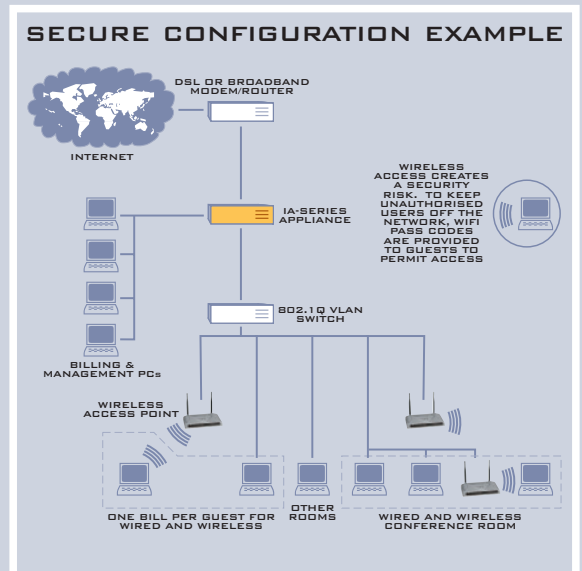 SECURE CONFIGURATION EXAMPLE
DSL OR BROADBAND
MODEM/ROUTER
INTERNET
WIRELESS
ACCESS CREATES
A SECURITY
RISK. TO KEEP
UNAUTHORISED
USERS OFF THE
NETWORK, WIFI
PASS CODES
ARE PROVIDED
TO GUESTS TO
PERMIT ACCESS
IA-SERIES
APPLIANCE
802.1Q VLAN
SWITCH
BILLING &
MANAGEMENT PCs
WIRELESS
ACCESS POINT
ONE BILL PER GUEST FOR
WIRED AND WIRELESS
OTHER
ROOMS
WIRED AND WIRELESS
CONFERENCE ROOM